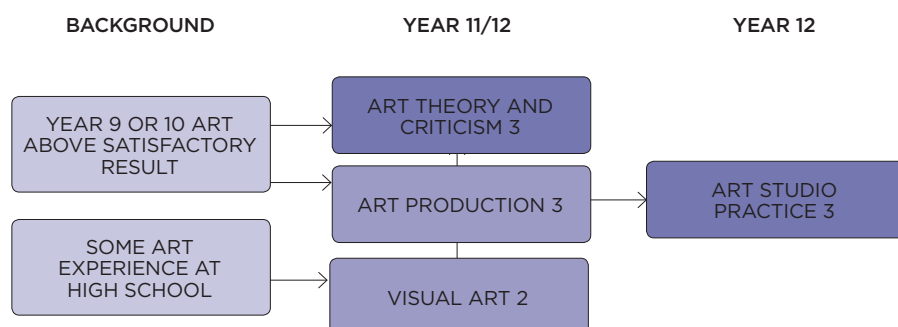 BACKGROUND
YEAR 11/12
YEAR 12
YEAR 9 OR 10 ART
ABOVE SATISFACTORY
RESULT
ART THEORY AND
CRITICISM 3
ART PRODUCTION 3
ART STUDIO
PRACTICE 3
SOME ART
EXPERIENCE AT
HIGH SCHOOL
VISUAL ART 2